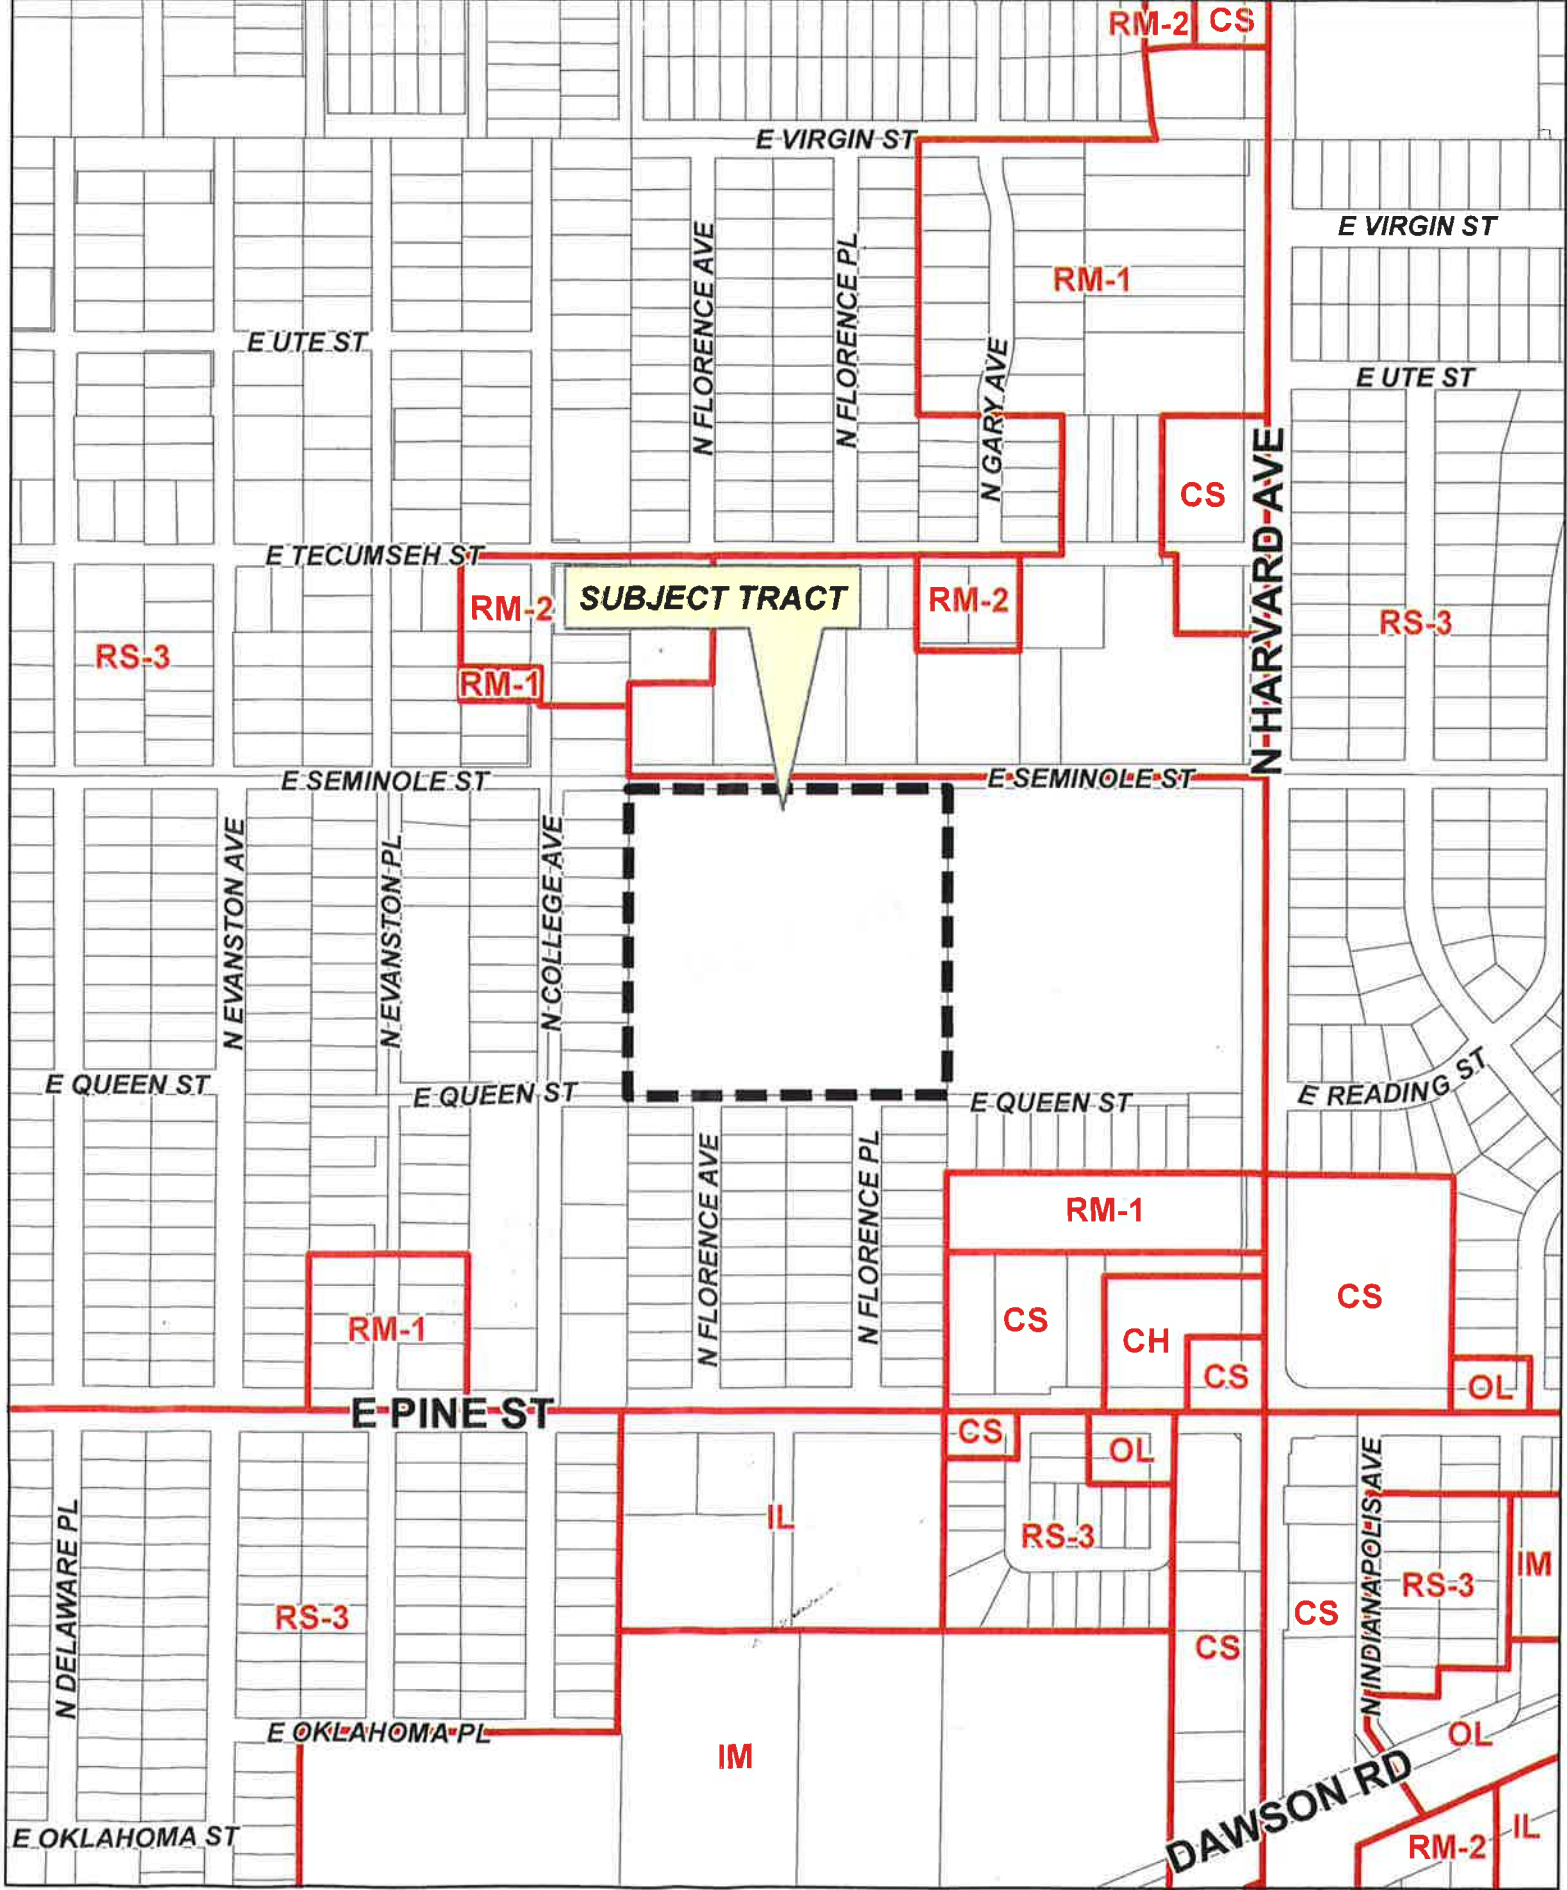 RM-2
CS
E VIRGIN ST
E VIRGIN ST
N FLORENCE AVE
N FLORENCE PL
RM-1
E UTE ST
N GARY AVE
E UTE ST
CS
N HARVARD AVE
E TECUMSEH ST
RM-2
SUBJECT TRACT
RM-2
RS-3
RS-3
RM-1
E SEMINOLE ST
E SEMINOLE ST
N EVANSTON AVE
N EVANSTON PL
N COLLEGE AVE
E QUEEN ST
E QUEEN ST
E QUEEN ST
E READING ST
N FLORENCE AVE
N FLORENCE PL
RM-1
CS
CS
CH
RM-1
CS
OL
E PINE ST
CS
OL
N INDIANAPOLIS AVE
N DELAWARE PL
IL
RS-3
IM
RS-3
CS
RS-3
CS
E OKLAHOMA PL
OL
IM
DAWSON RD
E OKLAHOMA ST
RM-2
IL